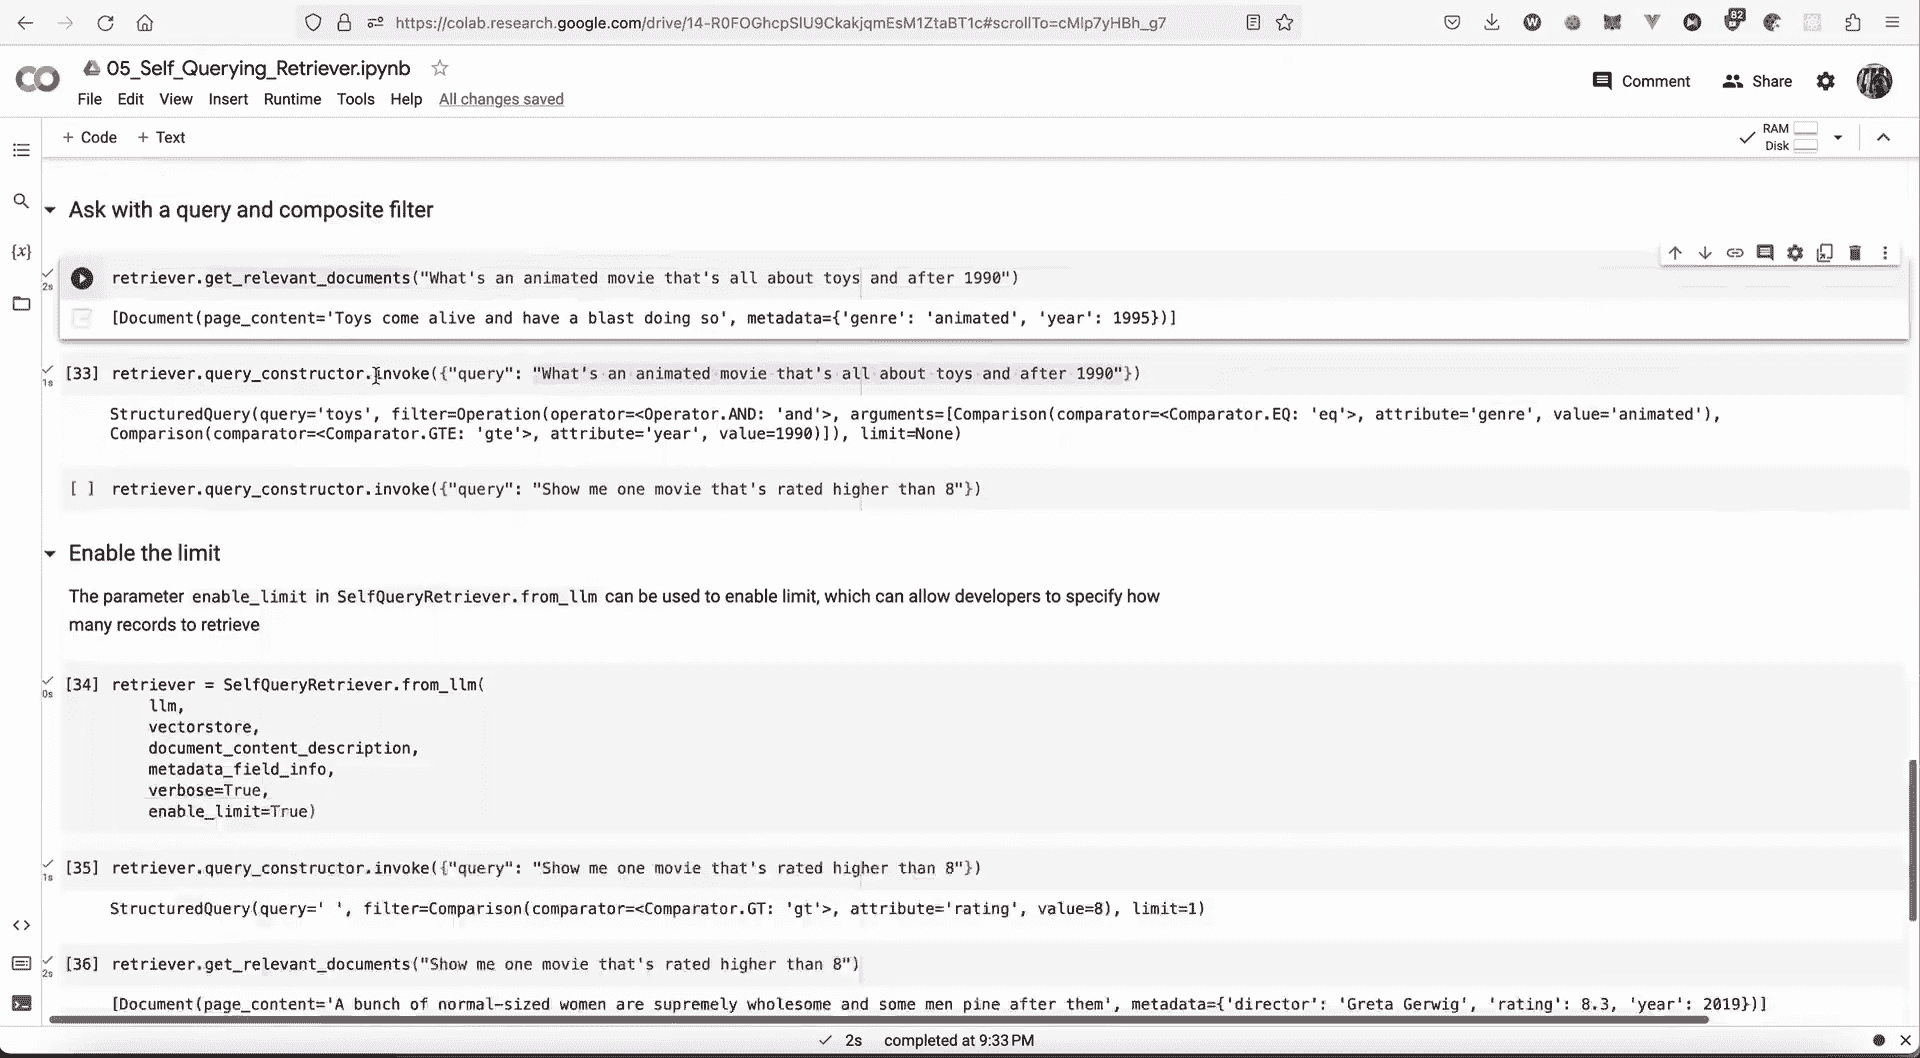 https://colab.research.google.com/drive/14-R0FOGhcpSlU9CkakjqmEsM1ZtaBT1c#scrollTo=cMlp7yHBh_g7
82
05_Self_Querying_Retriever.ipynb
Comment
Share
File Edit View Insert Runtime Tools Help All changes saved
+ Code + Text
RAM
Disk
Ask with a query and composite filter
retriever.get_relevant_documents("What's an animated movie that's all about toys and after 1990")
2s
[Document(page_content='Toys come alive and have a blast doing so', metadata={'genre': 'animated', 'year': 1995})]
[33] retriever.query_constructor.invoke({"query": "What's an animated movie that's all about toys and after 1990"})
1s
StructuredQuery(query='toys', filter=Operation(operator=<Operator.AND: 'and'>, arguments=[Comparison(comparator=<Comparator.EQ: 'eq'>, attribute='genre', value='animated'),
Comparison(comparator=<Comparator.GTE: 'gte'>, attribute='year', value=1990)]), limit=None)
[ ] retriever.query_constructor.invoke({"query": "Show me one movie that's rated higher than 8"})
Enable the limit
The parameter enable_limit in SelfQueryRetriever.from_llm can be used to enable limit, which can allow developers to specify how
many records to retrieve
[34] retriever = SelfQueryRetriever.from_llm(
0s
llm,
vectorstore,
document_content_description,
metadata_field_info,
verbose=True,
enable_limit=True)
[35] retriever.query_constructor.invoke({"query": "Show me one movie that's rated higher than 8"})
1s
StructuredQuery(query=' ', filter=Comparison(comparator=<Comparator.GT: 'gt'>, attribute='rating', value=8), limit=1)
[36] retriever.get_relevant_documents("Show me one movie that's rated higher than 8")
2s
[Document(page_content='A bunch of normal-sized women are supremely wholesome and some men pine after them', metadata={'director': 'Greta Gerwig', 'rating': 8.3, 'year': 2019})]
2s completed at 9:33 PM